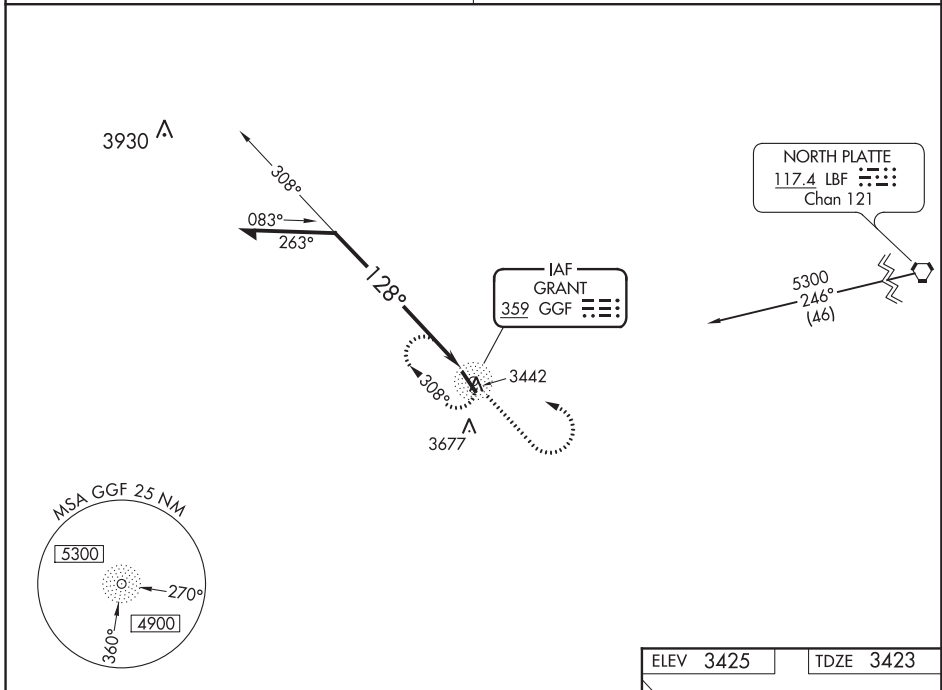 3930
308°
083°
263°
128°
NORTH PLATTE
117.4 LBF
Chan 121
IAF
GRANT
359 GGF
5300
246°
(46)
308°
3442
3677
MSA GGF 25 NM
5300
270°
4900
360°
ELEV 3425
TDZE 3423